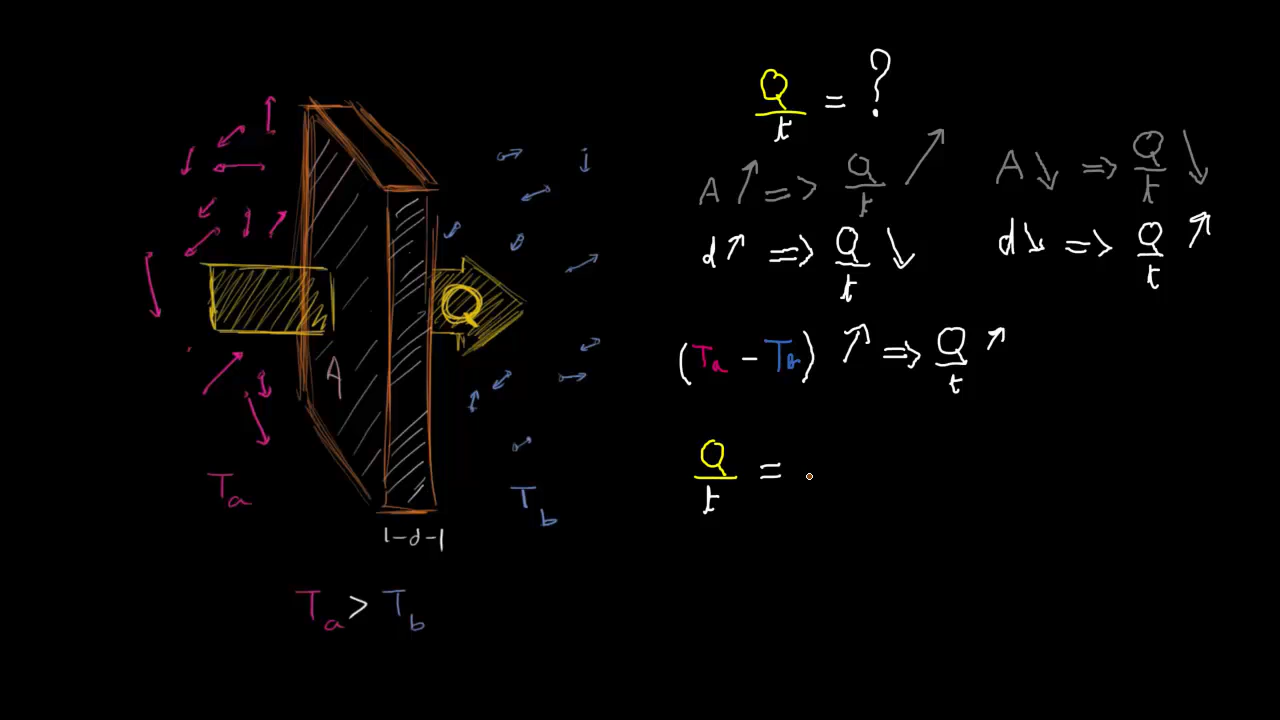 Q/t = ?
A ↗ => Q/t ↗ A ↘ => Q/t ↘
d ↗ => Q/t ↘ d ↘ => Q/t ↗
(Ta - Tb) ↗ => Q/t ↗
Q/t =
Q
A
Ta
Tb
|-d-|
Ta > Tb